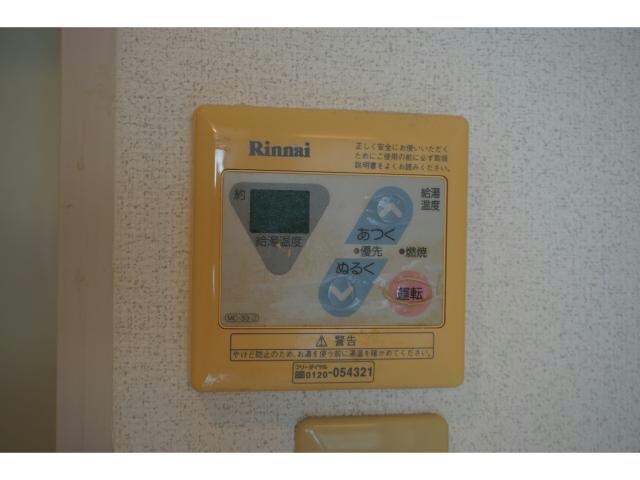 Rinnai
正しく安全にお使いいただく
ためにご使用の前に必ず取扱
説明書をよくお読みください。
約
給湯温度
給湯
温度
あつく
優先
燃焼
ぬるく
運転
MC-30-2
警告
やけど防止のため、お湯を使う前に湯温を確かめてください。
フリーダイヤル
0120-054321